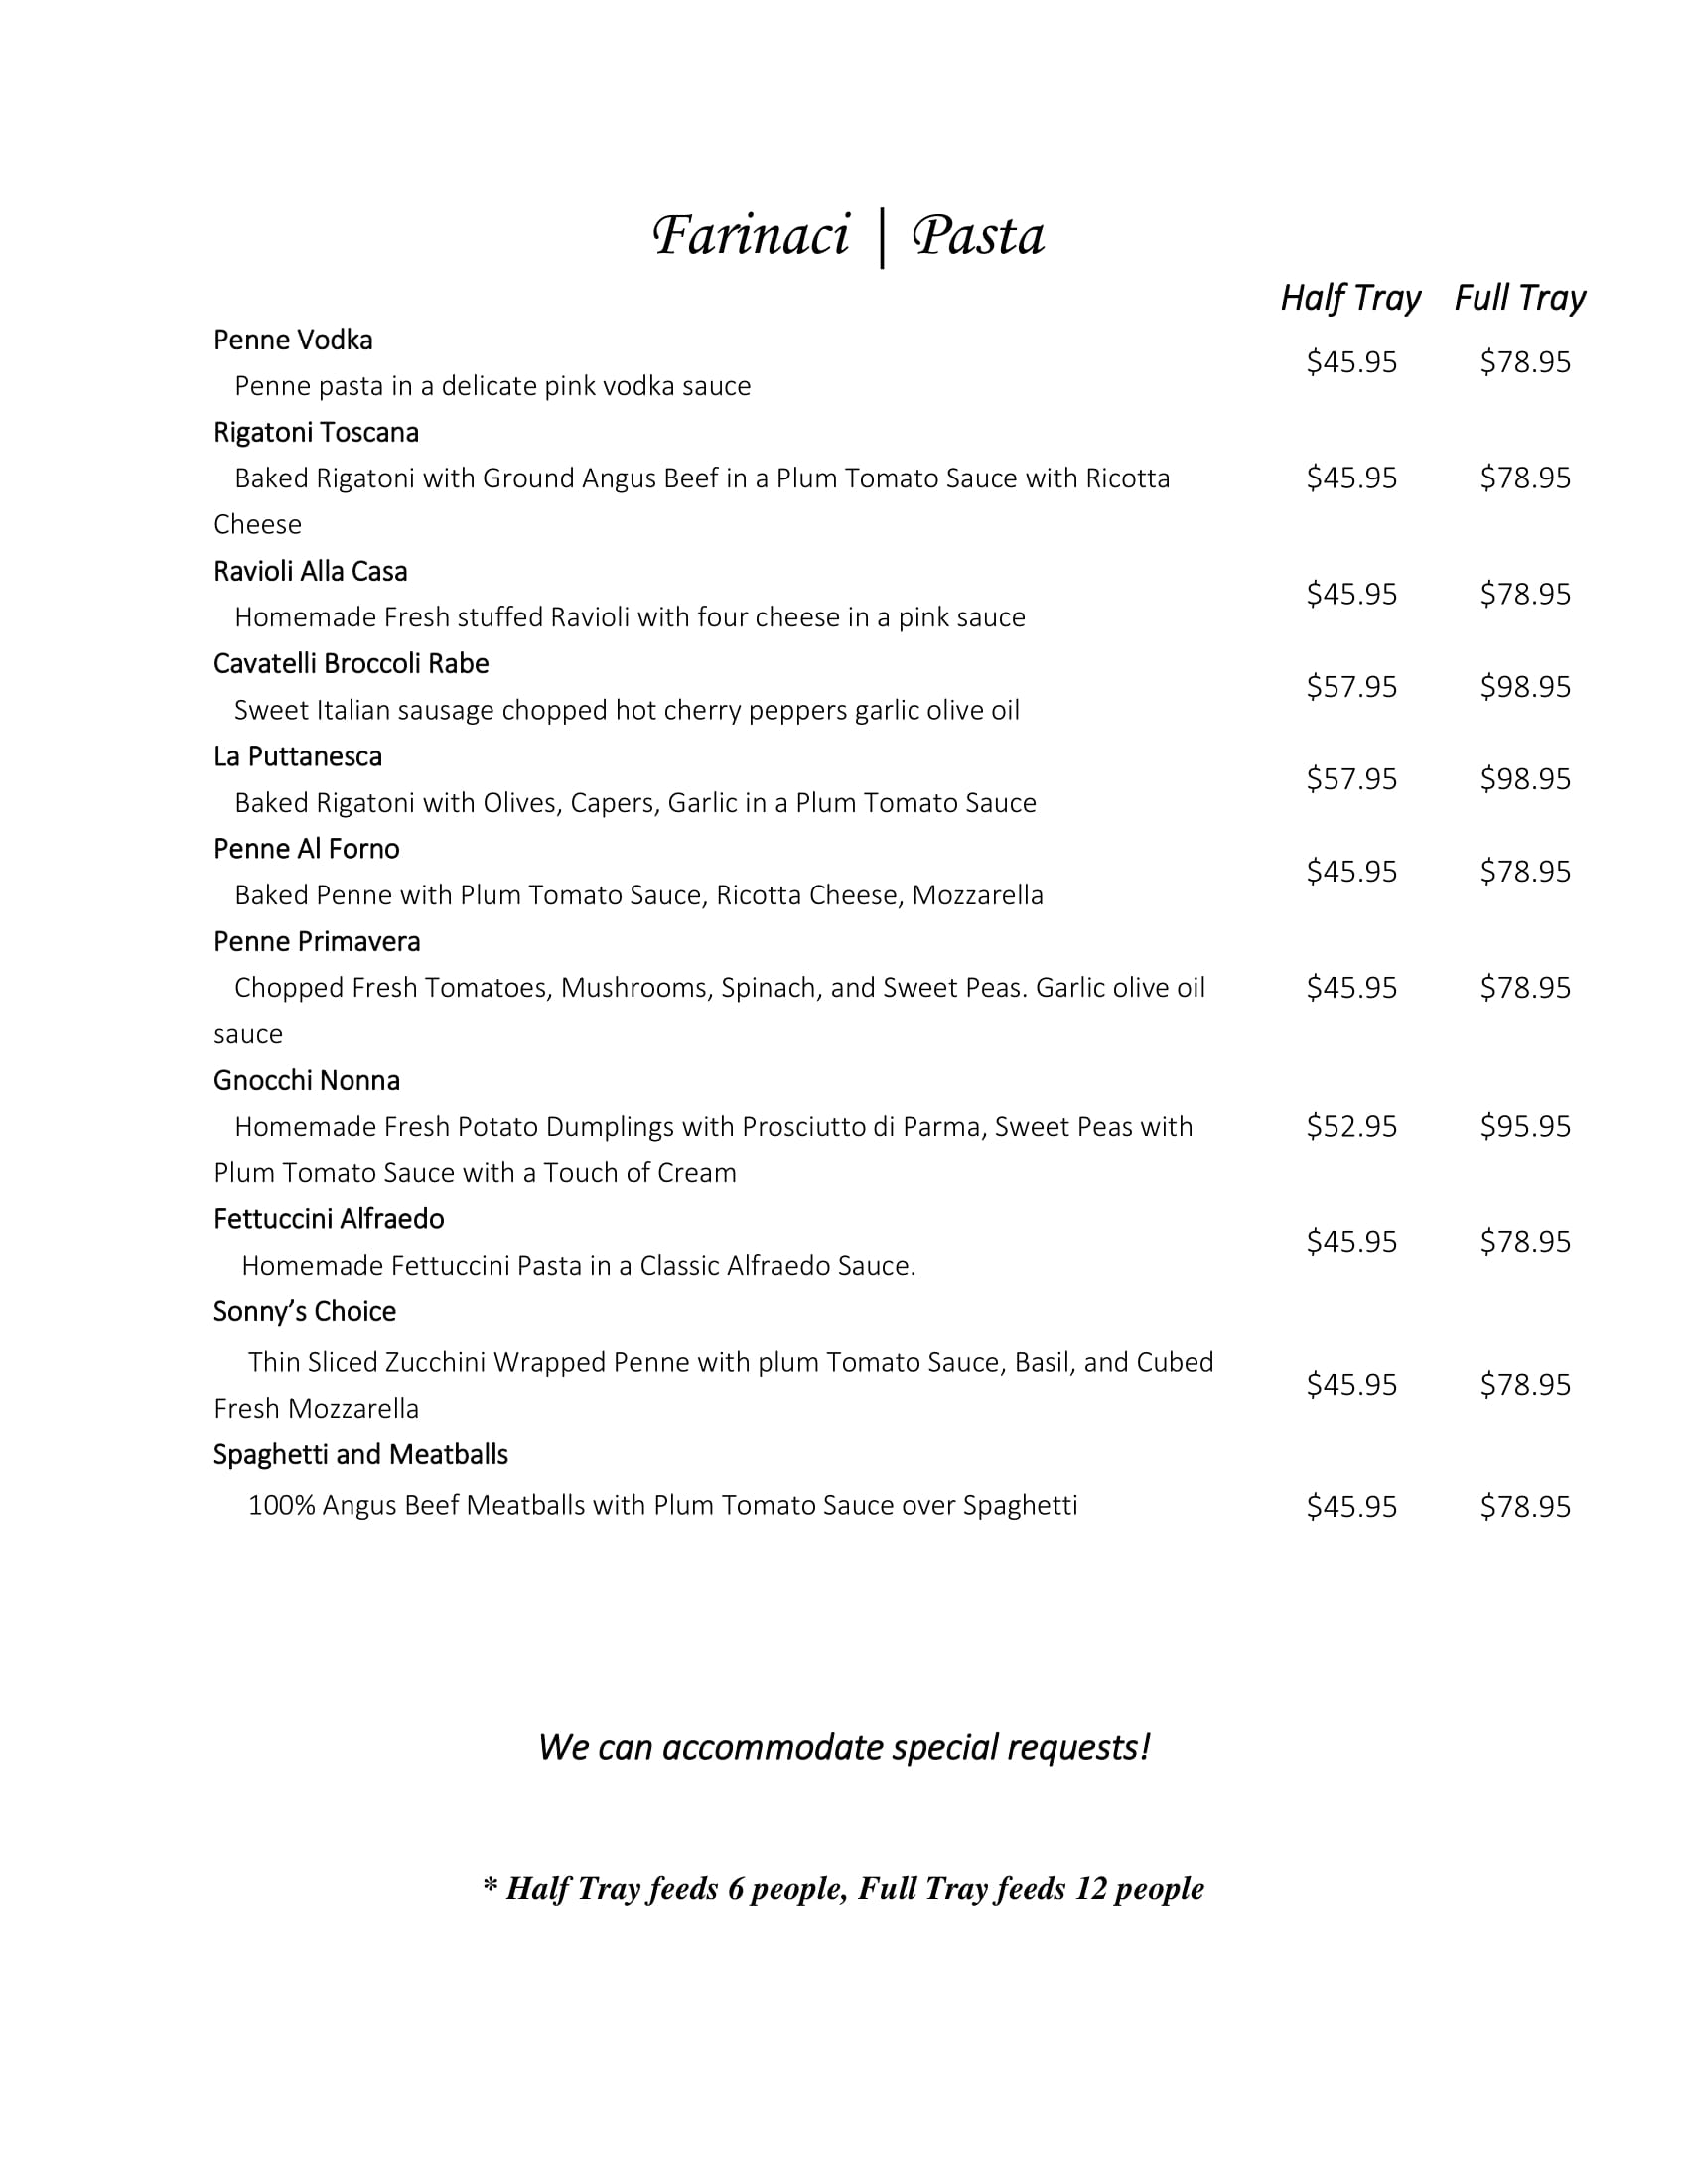 Farinaci | Pasta
Half Tray Full Tray
Penne Vodka
$45.95 $78.95
Penne pasta in a delicate pink vodka sauce
Rigatoni Toscana
Baked Rigatoni with Ground Angus Beef in a Plum Tomato Sauce with Ricotta $45.95 $78.95
Cheese
Ravioli Alla Casa
$45.95 $78.95
Homemade Fresh stuffed Ravioli with four cheese in a pink sauce
Cavatelli Broccoli Rabe
$57.95 $98.95
Sweet Italian sausage chopped hot cherry peppers garlic olive oil
La Puttanesca
$57.95 $98.95
Baked Rigatoni with Olives, Capers, Garlic in a Plum Tomato Sauce
Penne Al Forno
$45.95 $78.95
Baked Penne with Plum Tomato Sauce, Ricotta Cheese, Mozzarella
Penne Primavera
Chopped Fresh Tomatoes, Mushrooms, Spinach, and Sweet Peas. Garlic olive oil $45.95 $78.95
sauce
Gnocchi Nonna
Homemade Fresh Potato Dumplings with Prosciutto di Parma, Sweet Peas with $52.95 $95.95
Plum Tomato Sauce with a Touch of Cream
Fettuccini Alfraedo
$45.95 $78.95
Homemade Fettuccini Pasta in a Classic Alfraedo Sauce.
Sonny’s Choice
Thin Sliced Zucchini Wrapped Penne with plum Tomato Sauce, Basil, and Cubed
$45.95 $78.95
Fresh Mozzarella
Spaghetti and Meatballs
100% Angus Beef Meatballs with Plum Tomato Sauce over Spaghetti $45.95 $78.95
We can accommodate special requests!
* Half Tray feeds 6 people, Full Tray feeds 12 people